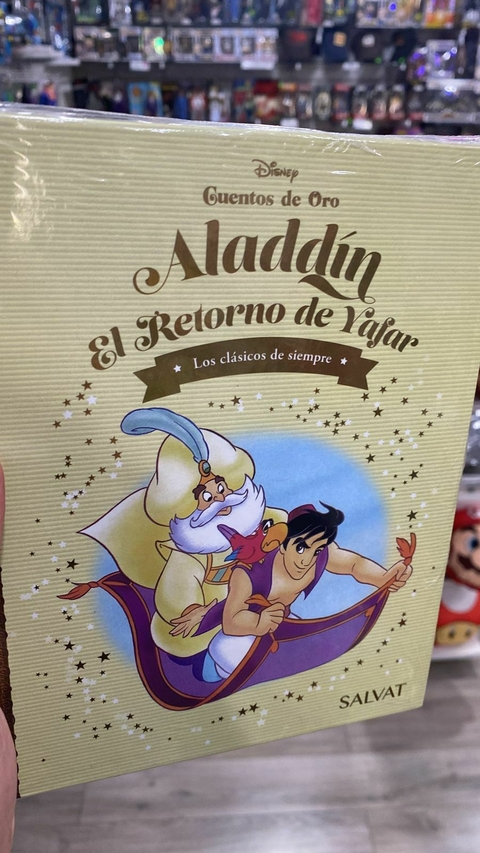 Disney
Cuentos de Oro
Aladdín
El Retorno de Yafar
Los clásicos de siempre
SALVAT